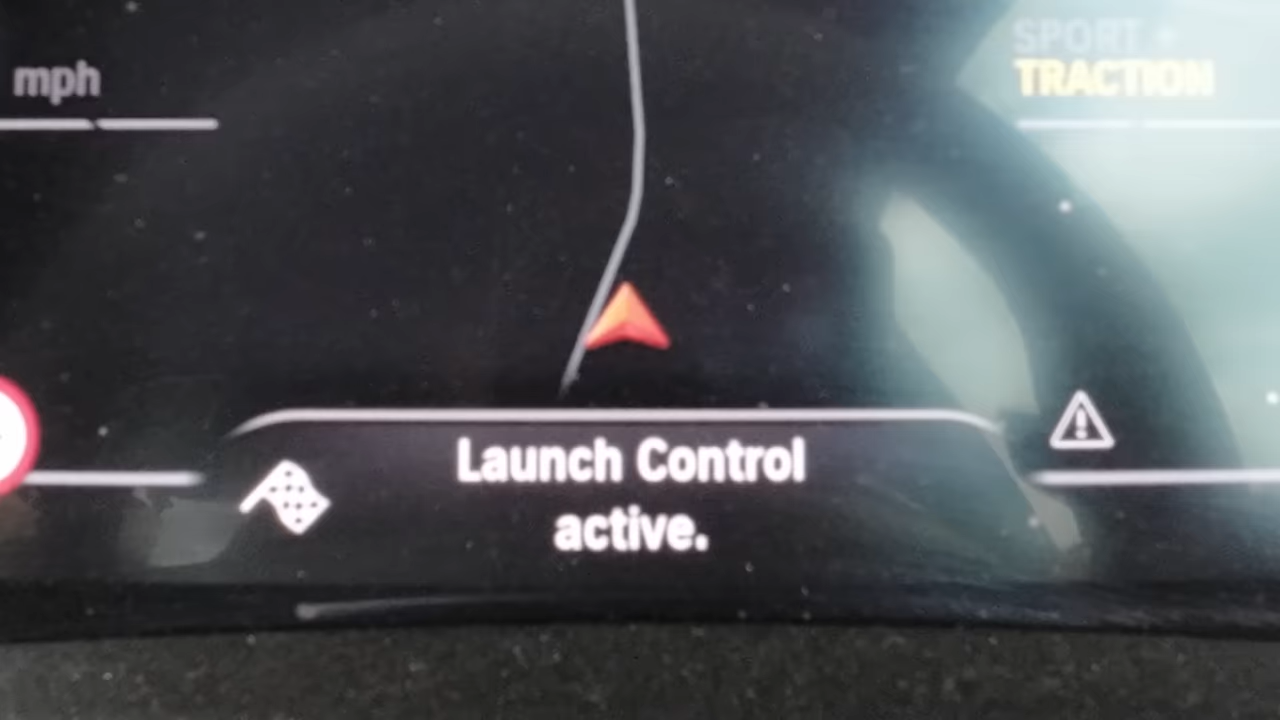 mph
SPORT +
TRACTION
Launch Control
active.